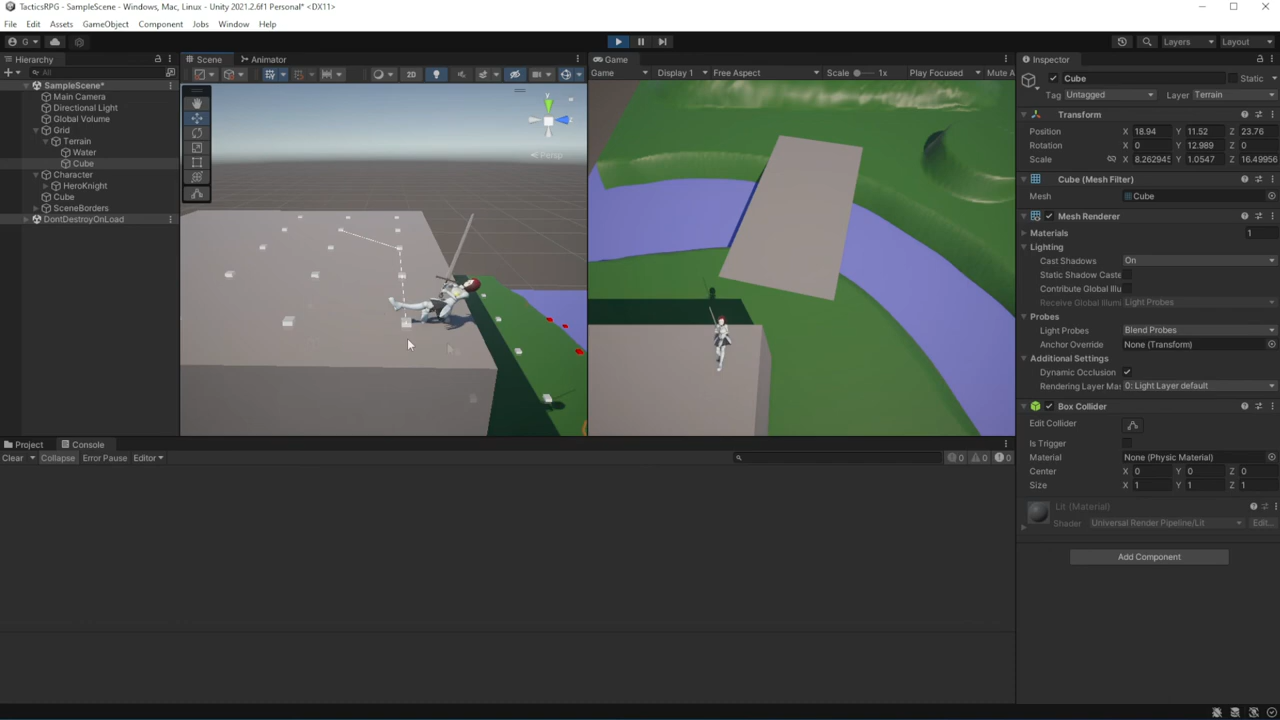 TacticsRPG - SampleScene - Windows, Mac, Linux - Unity 2021.2.6f1 Personal* <DX11>
File Edit Assets GameObject Component Jobs Window Help
G
Layers Layout
Hierarchy
All
SampleScene*
Main Camera
Directional Light
Global Volume
Grid
Terrain
Water
Cube
Character
HeroKnight
Cube
SceneBorders
DontDestroyOnLoad
Scene Animator
2D
y
z
Persp
Game
Game Display 1 Free Aspect Scale 1x Play Focused Mute A
Inspector
Cube Static
Tag Untagged Layer Terrain
Transform
Position X 18.94 Y 11.52 Z 23.76
Rotation X 0 Y 12.989 Z 0
Scale X 8.262945 Y 1.0547 Z 16.49956
Cube (Mesh Filter)
Mesh Cube
Mesh Renderer
Materials 1
Lighting
Cast Shadows On
Static Shadow Caste
Contribute Global Illu
Receive Global Illumi Light Probes
Probes
Light Probes Blend Probes
Anchor Override None (Transform)
Additional Settings
Dynamic Occlusion
Rendering Layer Mas 0: Light Layer default
Box Collider
Edit Collider
Is Trigger
Material None (Physic Material)
Center X 0 Y 0 Z 0
Size X 1 Y 1 Z 1
Lit (Material)
Shader Universal Render Pipeline/Lit Edit...
Add Component
Project Console
Clear Collapse Error Pause Editor
0 0 0